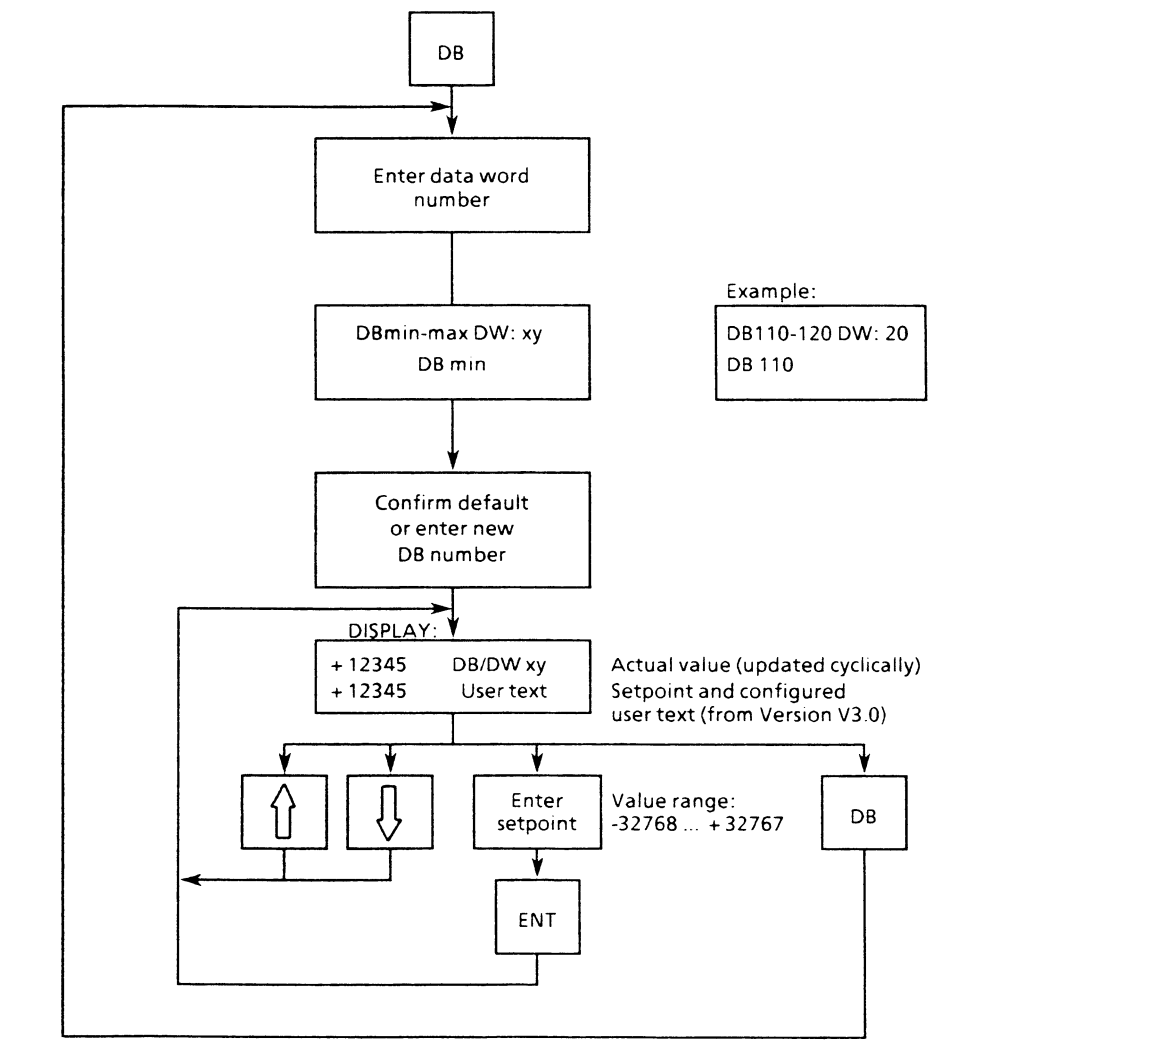 DB
Enter data word
number
DBmin-max DW: xy
DB min
Example:
DB110-120 DW: 20
DB 110
Confirm default
or enter new
DB number
DISPLAY:
+ 12345 DB/DW xy
+ 12345 User text
Actual value (updated cyclically)
Setpoint and configured
user text (from Version V3.0)
Enter
setpoint
Value range:
-32768 ... + 32767
DB
ENT